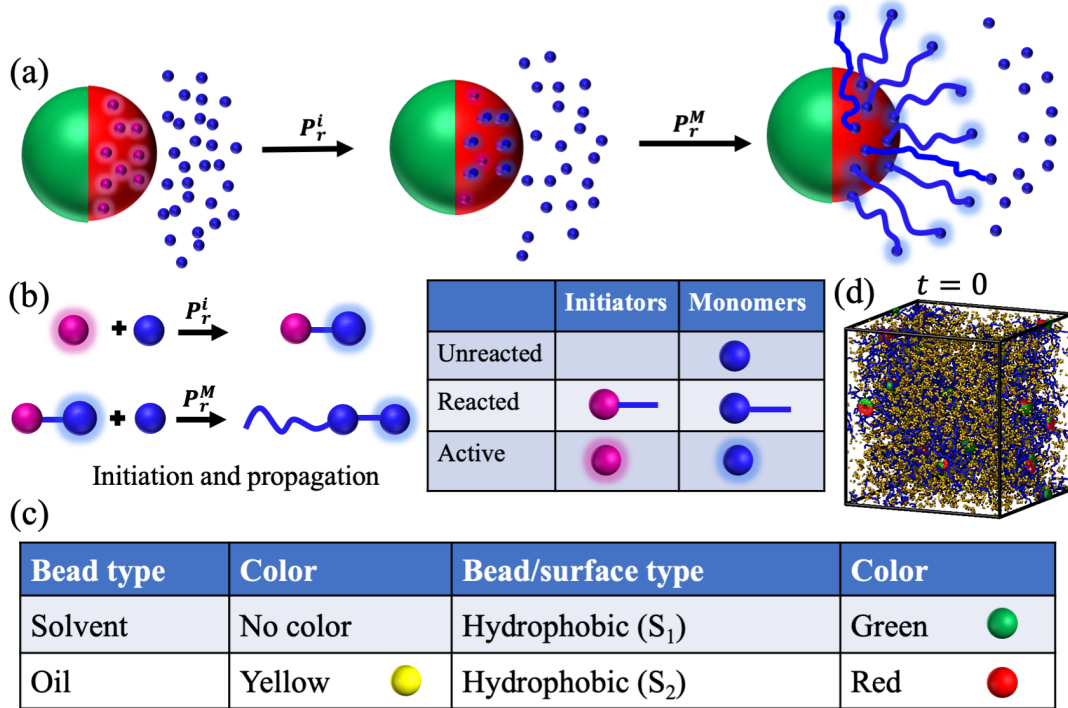 (a)
P_r^i
P_r^M
(b)
P_r^i
P_r^M
Initiation and propagation
Initiators Monomers
Unreacted
Reacted
Active
(d) t = 0
(c)
Bead type Color Bead/surface type Color
Solvent No color Hydrophobic (S₁) Green
Oil Yellow Hydrophobic (S₂) Red